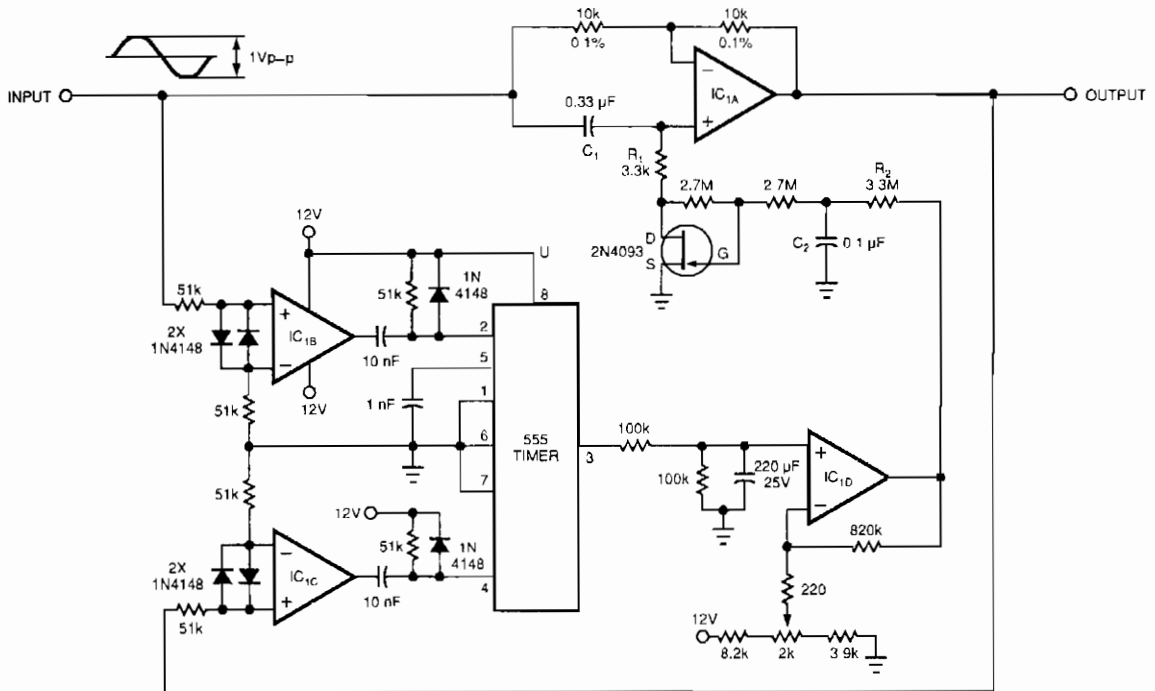 1Vp–p
INPUT
OUTPUT
10k
0.1%
10k
0.1%
IC1A
–
+
0.33 µF
C1
R1
3.3k
2.7M
2.7M
R2
3.3M
2N4093
D
S
G
C2
0.1 µF
12V
U
51k
2X
1N4148
+
–
IC1B
12V
10 nF
51k
1N
4148
8
2
5
1
6
7
4
3
1 nF
555
TIMER
51k
51k
12V
51k
1N
4148
2X
1N4148
–
+
IC1C
10 nF
51k
100k
100k
220 µF
25V
+
–
IC1D
820k
220
12V
8.2k
2k
3.9k